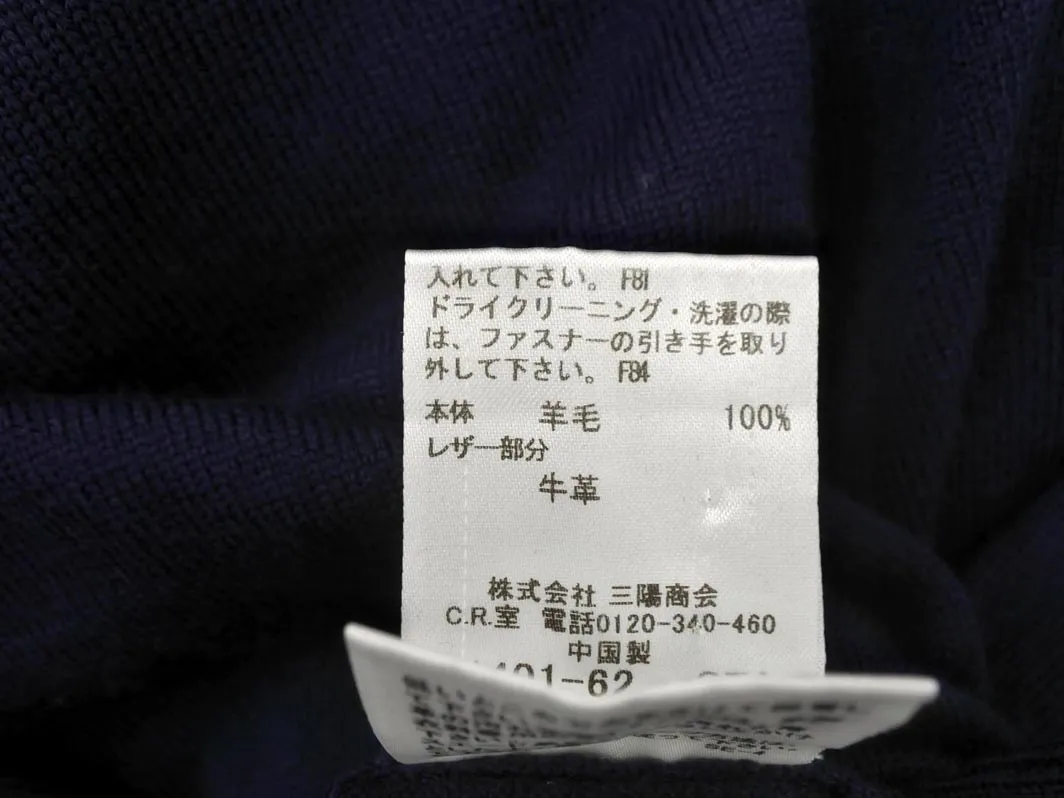 入れて下さい。 F81
ドライクリーニング・洗濯の際
は、ファスナーの引き手を取り
外して下さい。 F84
本体 羊毛 100%
レザー部分
牛革
株式会社 三陽商会
C.R.室 電話0120-340-460
中国製
401-62